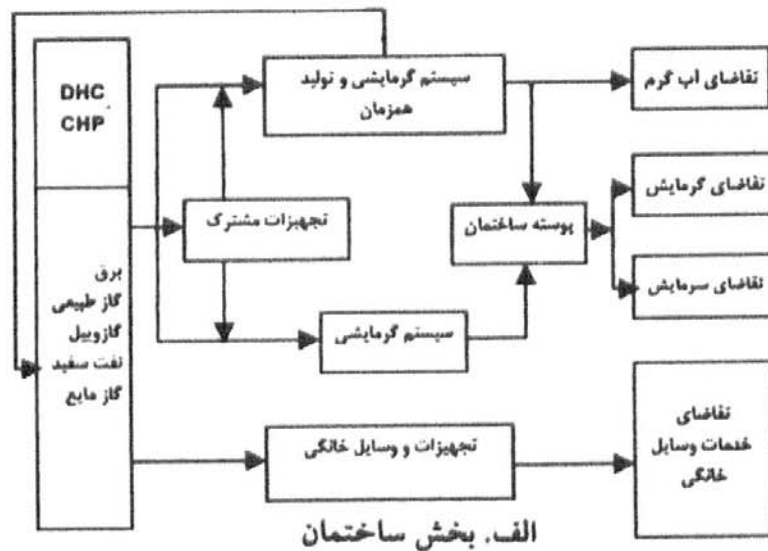 DHC
CHP
برق
گاز طبیعی
گازوییل
نفت سفید
گاز مایع
تجهیزات مشترک
سیستم گرمایشی و تولید
همزمان
سیستم گرمایشی
تجهیزات و وسایل خانگی
پوسته ساختمان
تقاضای آب گرم
تقاضای گرمایش
تقاضای سرمایش
تقاضای
خدمات وسایل
خانگی
الف. بخش ساختمان